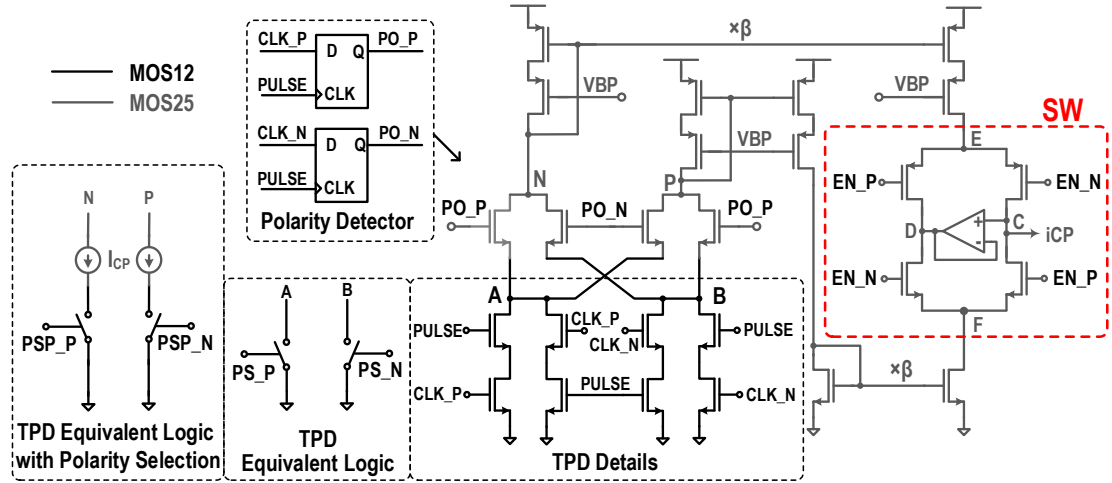 MOS12
MOS25
CLK_P
D
Q
PO_P
PULSE
CLK
CLK_N
D
Q
PO_N
PULSE
CLK
Polarity Detector
×β
VBP
VBP
VBP
SW
E
EN_P
EN_N
D
C
+
-
iCP
EN_N
EN_P
F
×β
N
P
PO_P
PO_N
PO_P
A
B
PULSE
CLK_P
CLK_N
PULSE
CLK_P
PULSE
CLK_N
TPD Details
N
P
ICP
PSP_P
PSP_N
TPD Equivalent Logic
with Polarity Selection
A
B
PS_P
PS_N
TPD
Equivalent Logic